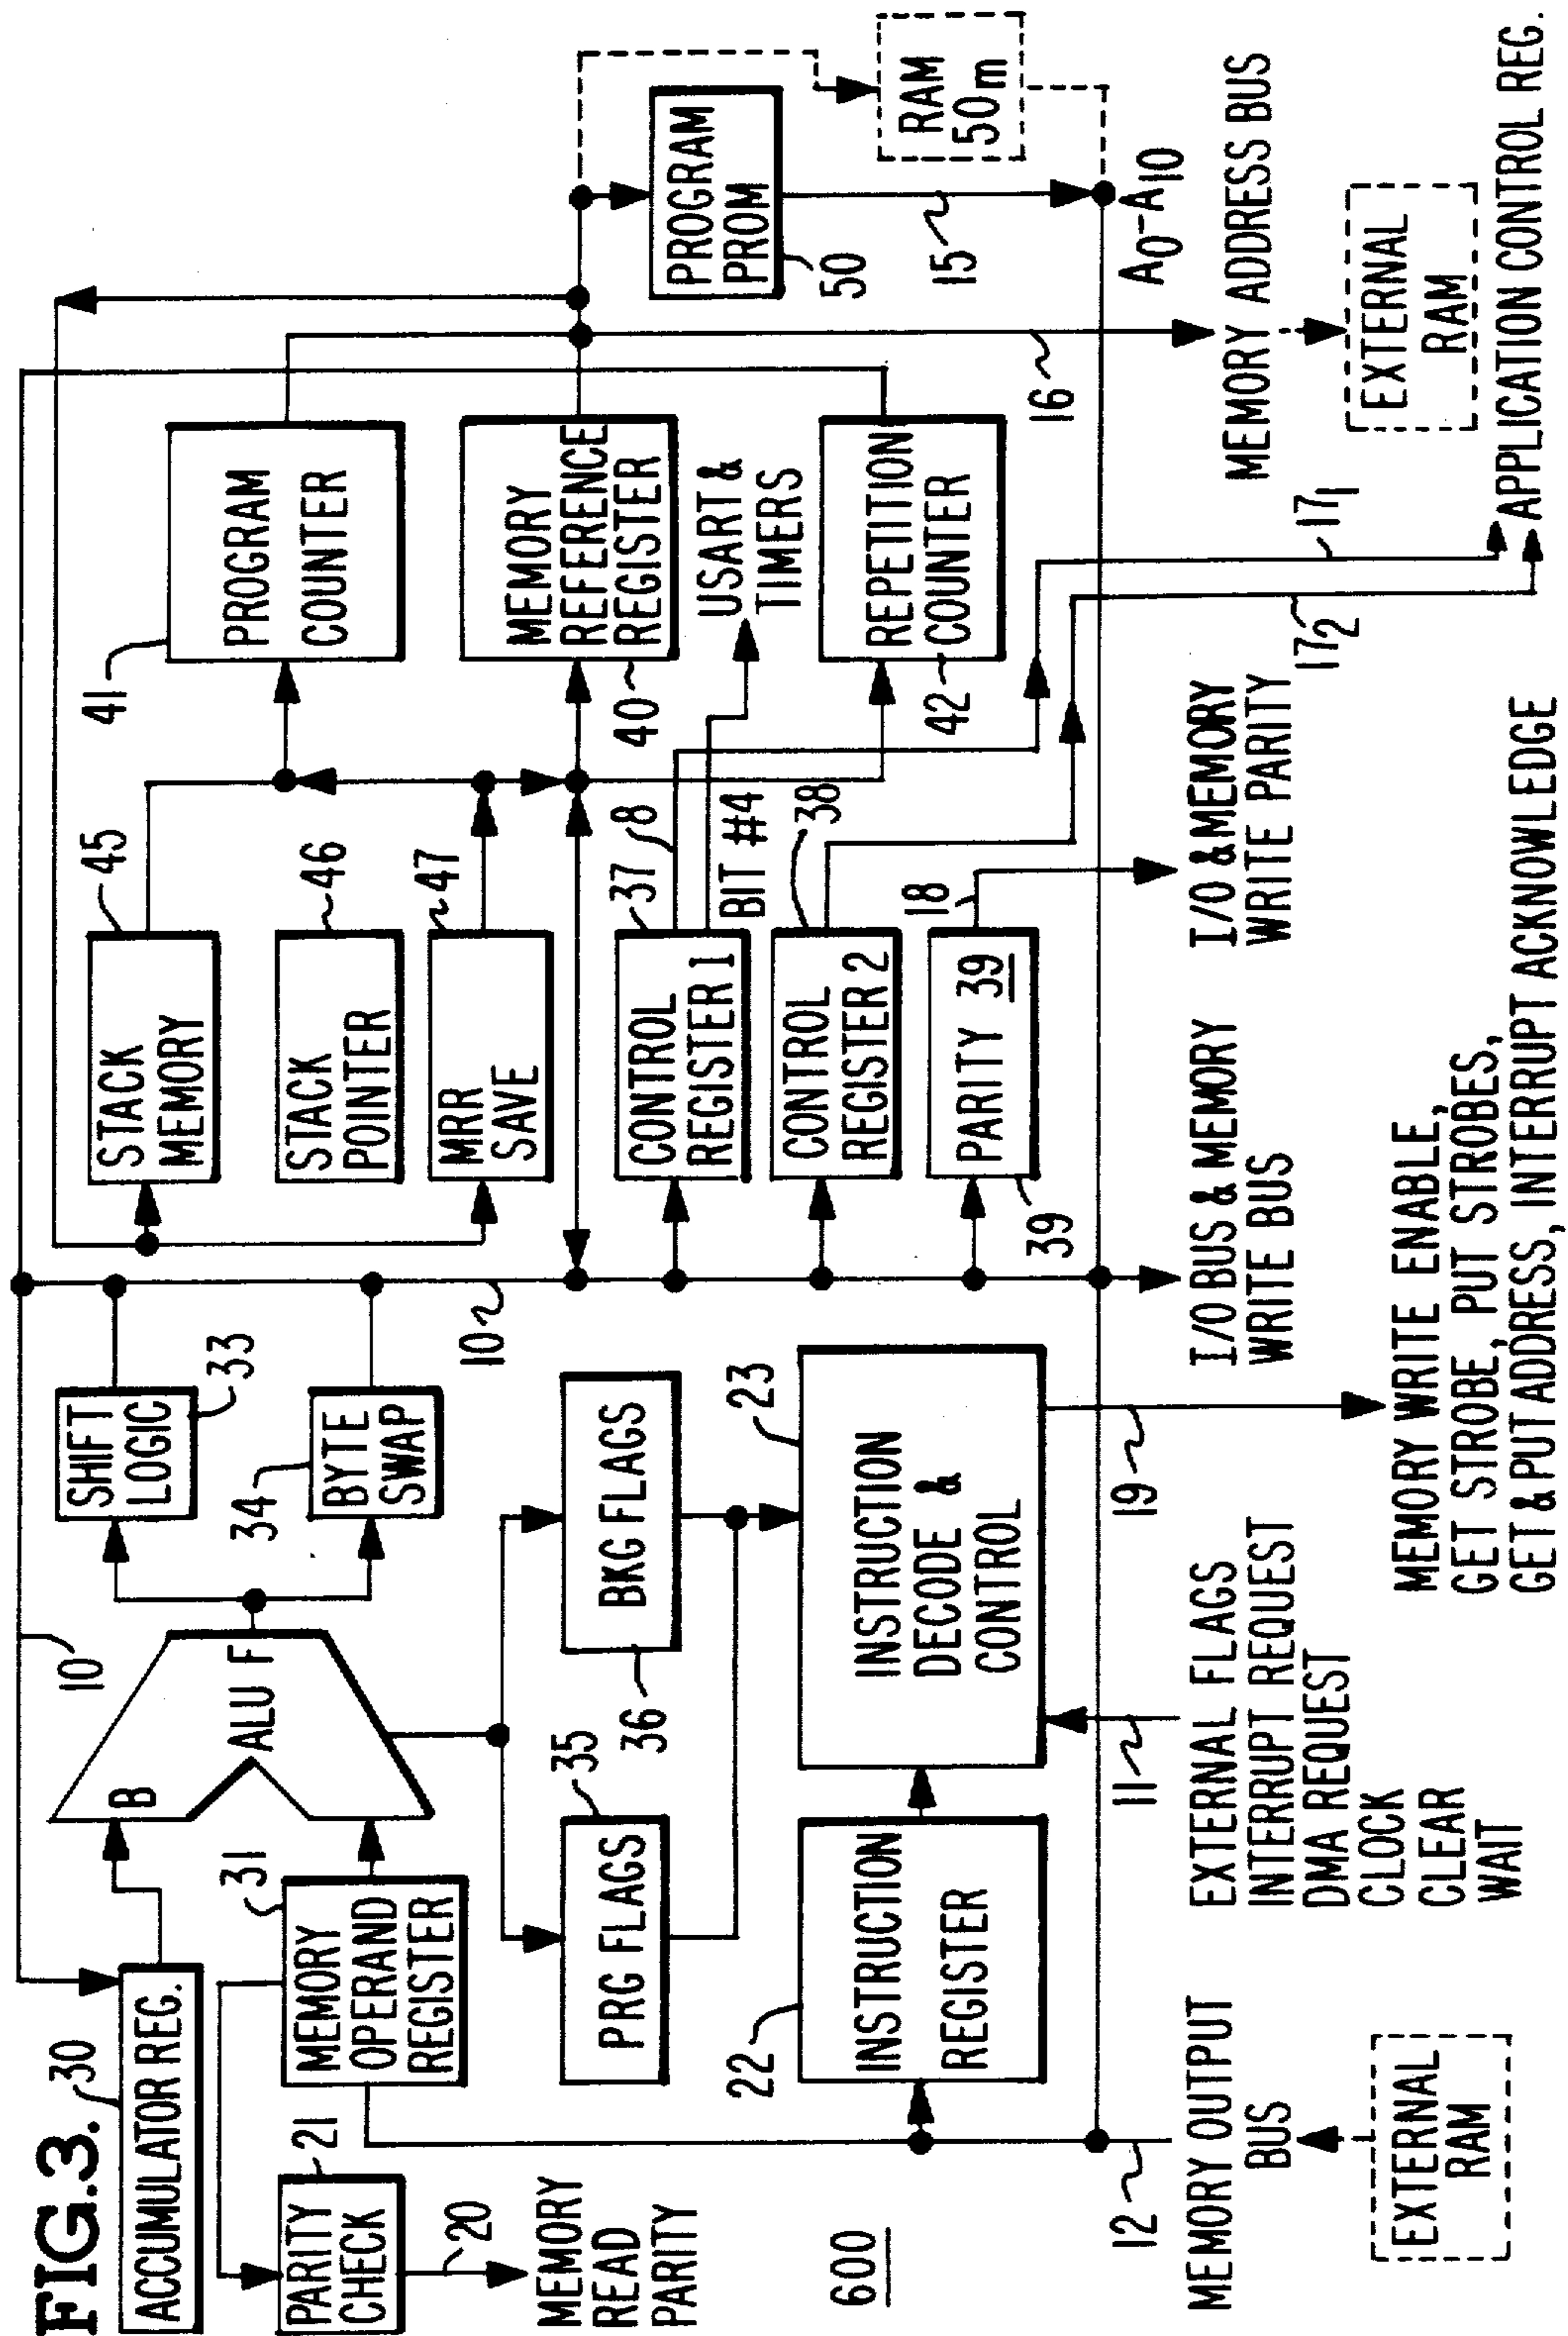 FIG.3.
30
ACCUMULATOR REG.
10
SHIFT
LOGIC
33
B
ALU F
BYTE
SWAP
34
31
MEMORY
OPERAND
REGISTER
21
PARITY
CHECK
20
MEMORY
READ
PARITY
35
PRG FLAGS
36
BKG FLAGS
10
22
INSTRUCTION
REGISTER
23
INSTRUCTION
DECODE &
CONTROL
600
12
MEMORY OUTPUT
BUS
EXTERNAL
RAM
11
EXTERNAL FLAGS
INTERRUPT REQUEST
DMA REQUEST
CLOCK
CLEAR
WAIT
19
MEMORY WRITE ENABLE,
GET STROBE, PUT STROBES,
GET & PUT ADDRESS, INTERRUPT ACKNOWLEDGE
I/O BUS & MEMORY
WRITE BUS
45
STACK
MEMORY
46
STACK
POINTER
47
MRR
SAVE
37
8
CONTROL
REGISTER 1
BIT #4
38
CONTROL
REGISTER 2
PARITY 39
39
18
I/O & MEMORY
WRITE PARITY
41
PROGRAM
COUNTER
MEMORY
REFERENCE
REGISTER
40
USART &
TIMERS
REPETITION
COUNTER
42
PROGRAM
PROM
50
15
RAM
50m
A0-A10
16
MEMORY ADDRESS BUS
EXTERNAL
RAM
171
172
APPLICATION CONTROL REG.